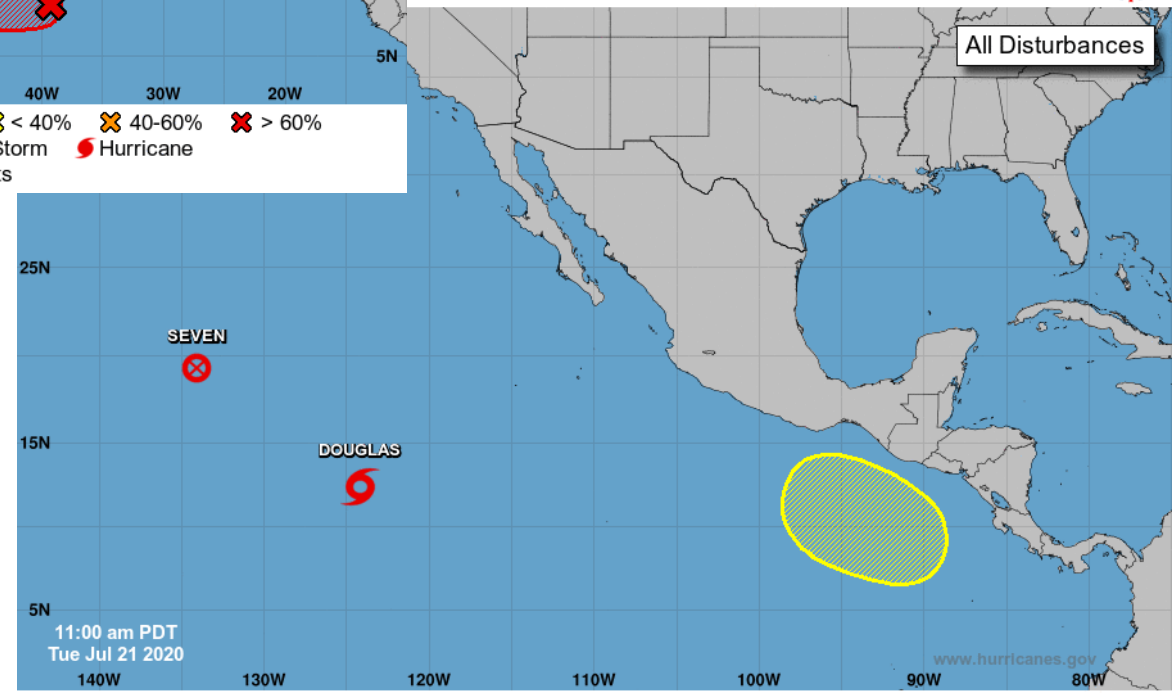 All Disturbances
5N
40W 30W 20W
< 40% 40-60% > 60%
Storm Hurricane
25N
SEVEN
15N
DOUGLAS
5N
11:00 am PDT
Tue Jul 21 2020
www.hurricanes.gov
140W 130W 120W 110W 100W 90W 80W